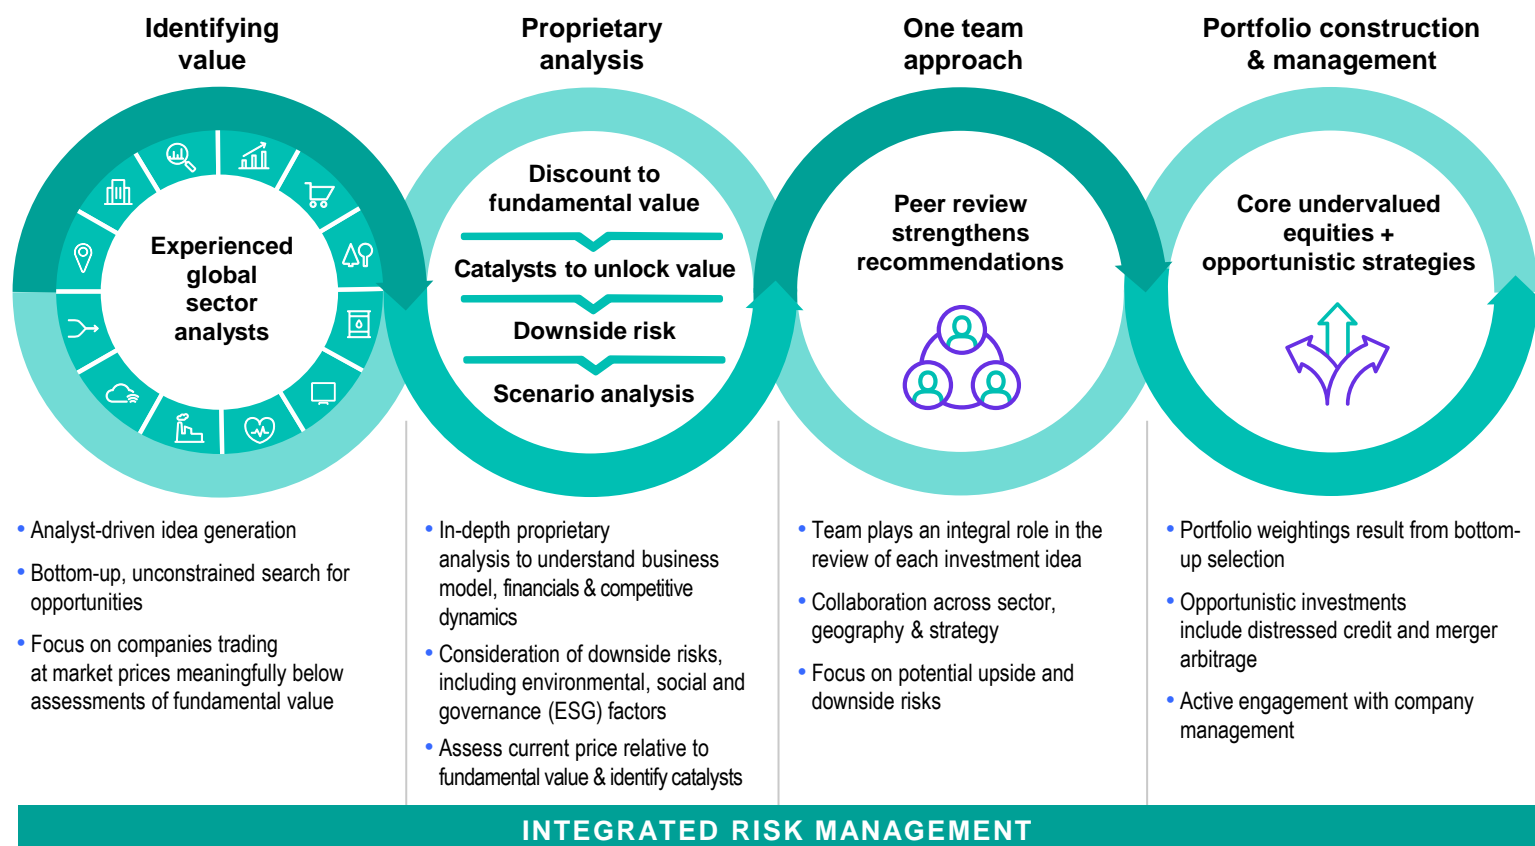 Identifying
value
Proprietary
analysis
One team
approach
Portfolio construction
& management
Experienced
global
sector
analysts
Discount to
fundamental value
Catalysts to unlock value
Downside risk
Scenario analysis
Peer review
strengthens
recommendations
Core undervalued
equities +
opportunistic strategies
• Analyst-driven idea generation
• Bottom-up, unconstrained search for
opportunities
• Focus on companies trading
at market prices meaningfully below
assessments of fundamental value
• In-depth proprietary
analysis to understand business
model, financials & competitive
dynamics
• Consideration of downside risks,
including environmental, social and
governance (ESG) factors
• Assess current price relative to
fundamental value & identify catalysts
• Team plays an integral role in the
review of each investment idea
• Collaboration across sector,
geography & strategy
• Focus on potential upside and
downside risks
• Portfolio weightings result from bottom-
up selection
• Opportunistic investments
include distressed credit and merger
arbitrage
• Active engagement with company
management
INTEGRATED RISK MANAGEMENT